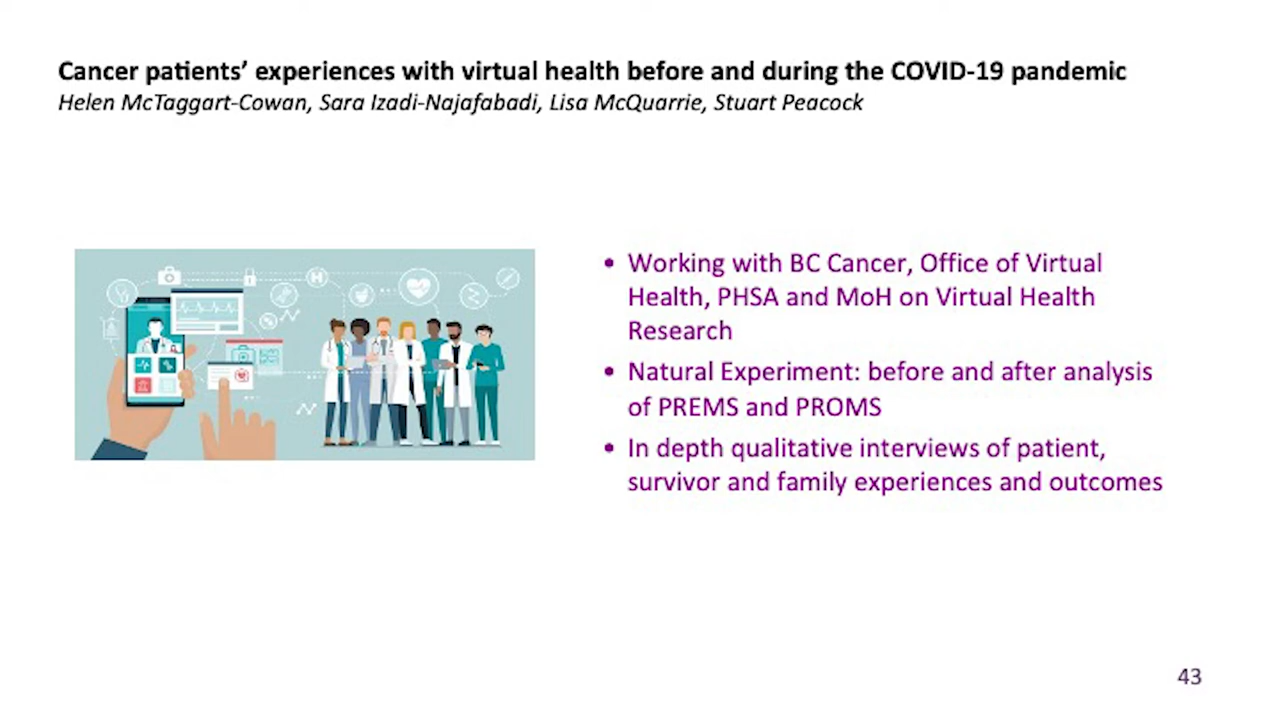 Cancer patients’ experiences with virtual health before and during the COVID-19 pandemic
Helen McTaggart-Cowan, Sara Izadi-Najafabadi, Lisa McQuarrie, Stuart Peacock
• Working with BC Cancer, Office of Virtual
Health, PHSA and MoH on Virtual Health
Research
• Natural Experiment: before and after analysis
of PREMS and PROMS
• In depth qualitative interviews of patient,
survivor and family experiences and outcomes
43